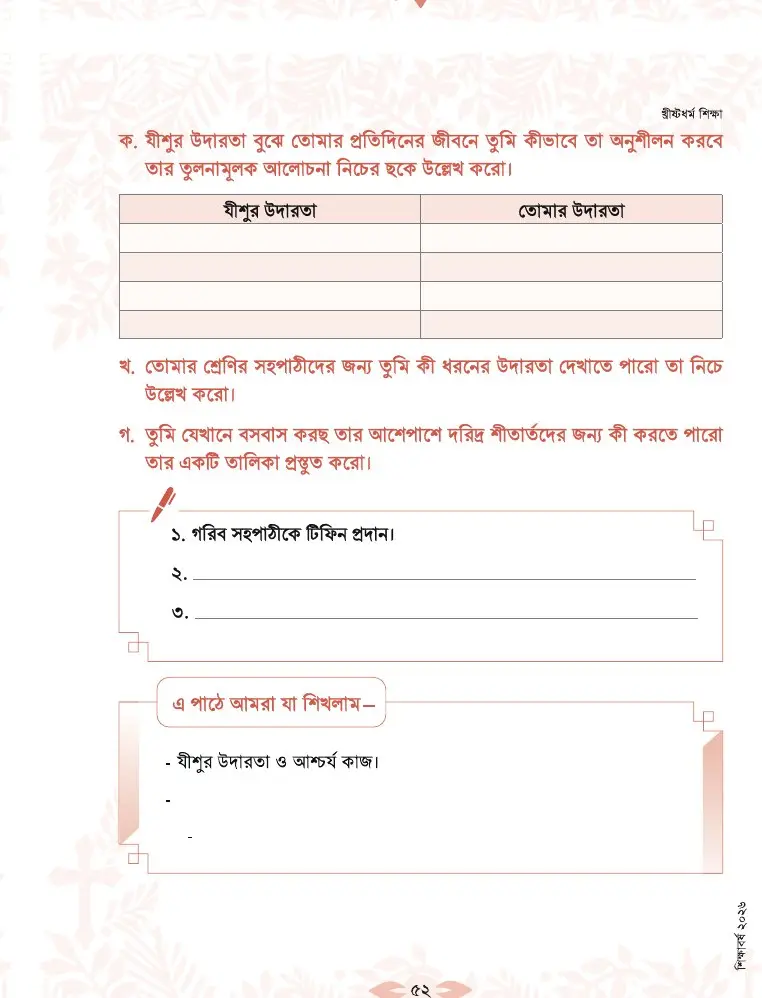 খ্রীষ্টধর্ম শিক্ষা
ক. যীশুর উদারতা বুঝে তোমার প্রতিদিনের জীবনে তুমি কীভাবে তা অনুশীলন করবে
তার তুলনামূলক আলোচনা নিচের ছকে উল্লেখ করো।
যীশুর উদারতা তোমার উদারতা
খ. তোমার শ্রেণির সহপাঠীদের জন্য তুমি কী ধরনের উদারতা দেখাতে পারো তা নিচে
উল্লেখ করো।
গ. তুমি যেখানে বসবাস করছ তার আশেপাশে দরিদ্র শীতার্তদের জন্য কী করতে পারো
তার একটি তালিকা প্রস্তুত করো।
১. গরিব সহপাঠীকে টিফিন প্রদান।
২.
৩.
এ পাঠে আমরা যা শিখলাম–
- যীশুর উদারতা ও আশ্চর্য কাজ।
-
-
শিক্ষাবর্ষ ২০২৬
৫২